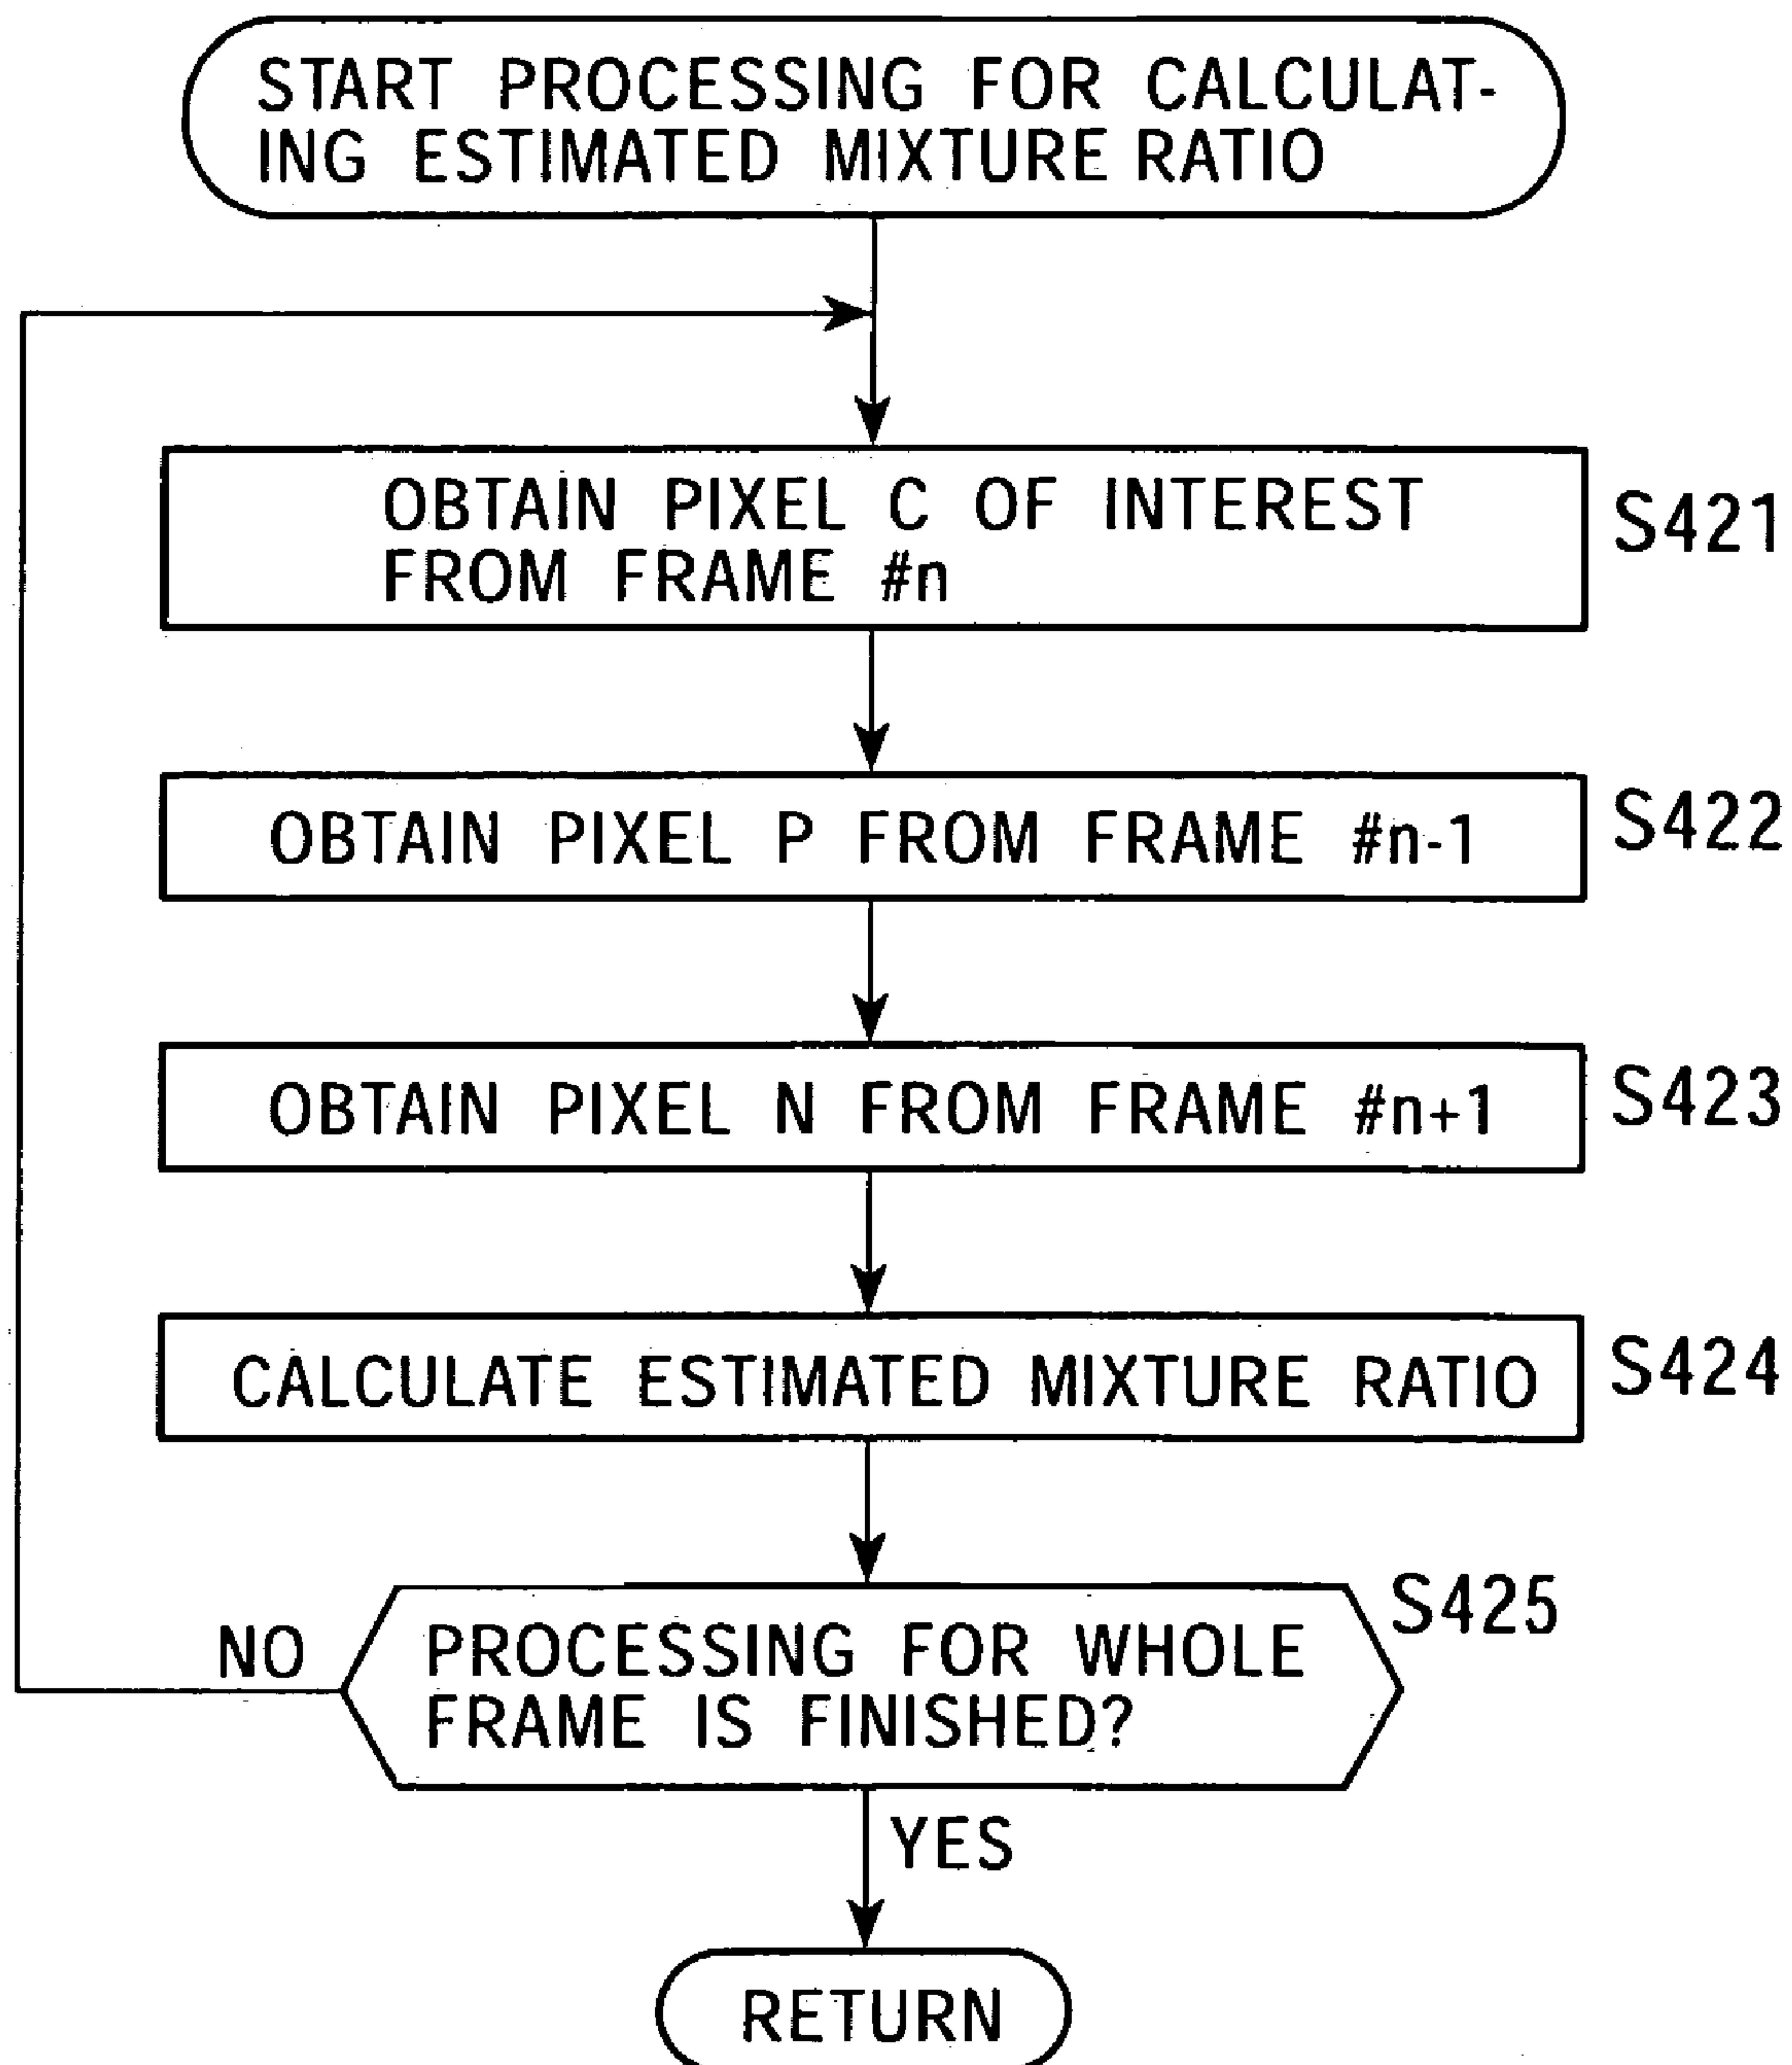 START PROCESSING FOR CALCULAT-
ING ESTIMATED MIXTURE RATIO
OBTAIN PIXEL C OF INTEREST
FROM FRAME #n
S421
OBTAIN PIXEL P FROM FRAME #n-1
S422
OBTAIN PIXEL N FROM FRAME #n+1
S423
CALCULATE ESTIMATED MIXTURE RATIO
S424
S425
NO
PROCESSING FOR WHOLE
FRAME IS FINISHED?
YES
RETURN